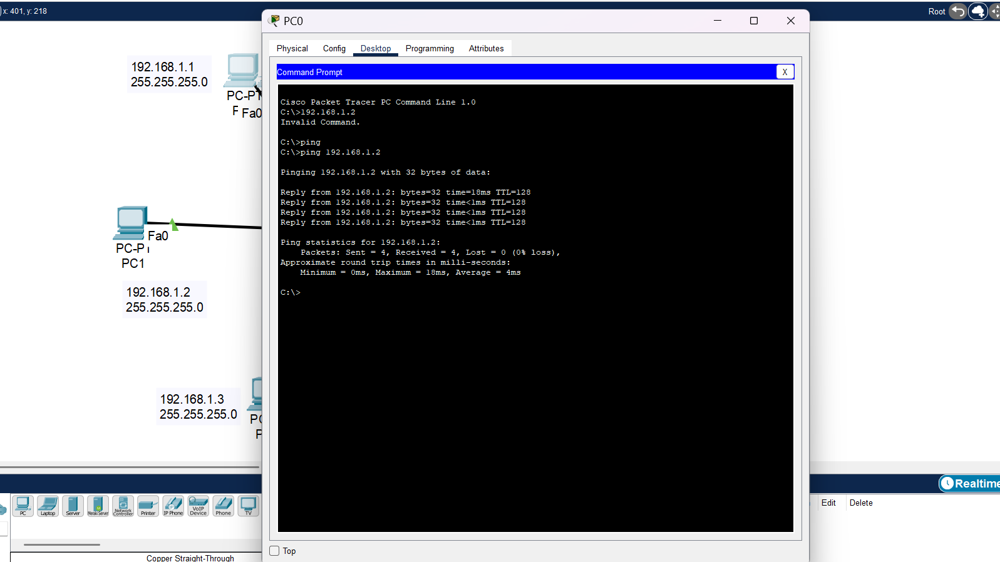 x: 401, y: 218
Root
PC0
Physical Config Desktop Programming Attributes
Command Prompt
X
Cisco Packet Tracer PC Command Line 1.0
C:\>192.168.1.2
Invalid Command.
C:\>ping
C:\>ping 192.168.1.2
Pinging 192.168.1.2 with 32 bytes of data:
Reply from 192.168.1.2: bytes=32 time=18ms TTL=128
Reply from 192.168.1.2: bytes=32 time<1ms TTL=128
Reply from 192.168.1.2: bytes=32 time<1ms TTL=128
Reply from 192.168.1.2: bytes=32 time<1ms TTL=128
Ping statistics for 192.168.1.2:
Packets: Sent = 4, Received = 4, Lost = 0 (0% loss),
Approximate round trip times in milli-seconds:
Minimum = 0ms, Maximum = 18ms, Average = 4ms
C:\>
Top
192.168.1.1
255.255.255.0
PC-PT
Fa0
Fa0
PC-P
PC1
192.168.1.2
255.255.255.0
192.168.1.3
255.255.255.0
Realtime
PC Laptop Server Meraki Server Network Controller Printer IP Phone VoIP Device Phone TV
Edit Delete
Copper Straight-Through